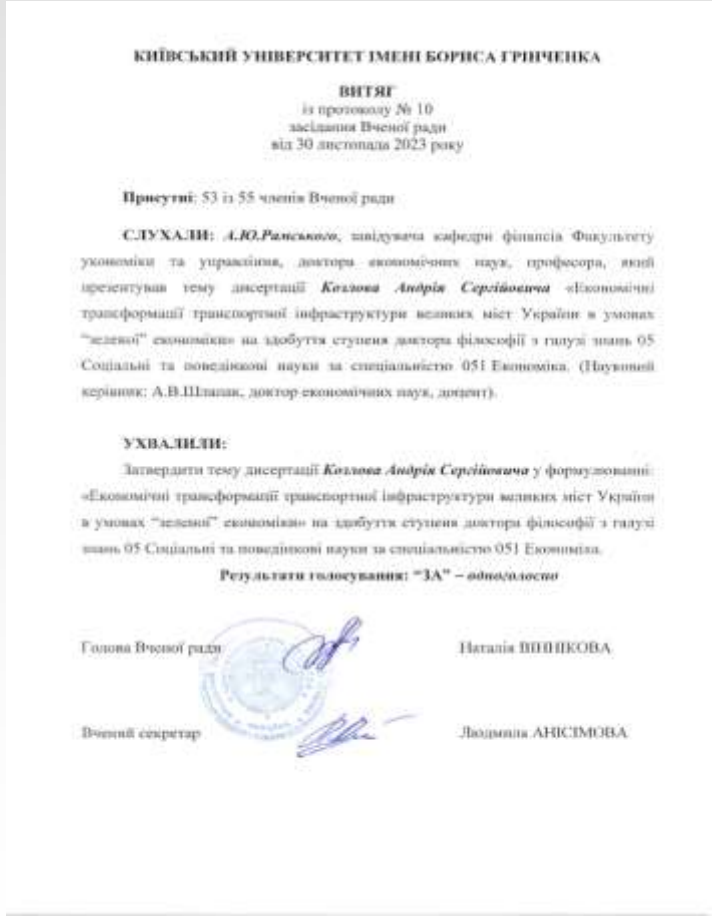 КИЇВСЬКИЙ УНІВЕРСИТЕТ ІМЕНІ БОРИСА ГРІНЧЕНКА
ВИТЯГ
із протоколу № 10
засідання Вченої ради
від 30 листопада 2023 року
Присутні: 53 із 55 членів Вченої ради
СЛУХАЛИ: А.Ю.Рамського, завідувача кафедри фінансів Факультету
економіки та управління, доктора економічних наук, професора, який
презентував тему дисертації Козлова Андрія Сергійовича «Економічні
трансформації транспортної інфраструктури великих міст України в умовах
“зеленої” економіки» на здобуття ступеня доктора філософії з галузі знань 05
Соціальні та поведінкові науки за спеціальністю 051 Економіка. (Науковий
керівник: А.В.Шлапак, доктор економічних наук, доцент).
УХВАЛИЛИ:
Затвердити тему дисертації Козлова Андрія Сергійовича у формулюванні:
«Економічні трансформації транспортної інфраструктури великих міст України
в умовах “зеленої” економіки» на здобуття ступеня доктора філософії з галузі
знань 05 Соціальні та поведінкові науки за спеціальністю 051 Економіка.
Результати голосування: “ЗА” – одноголосно
Голова Вченої ради Наталія ВІННІКОВА
Вчений секретар Людмила АНІСІМОВА